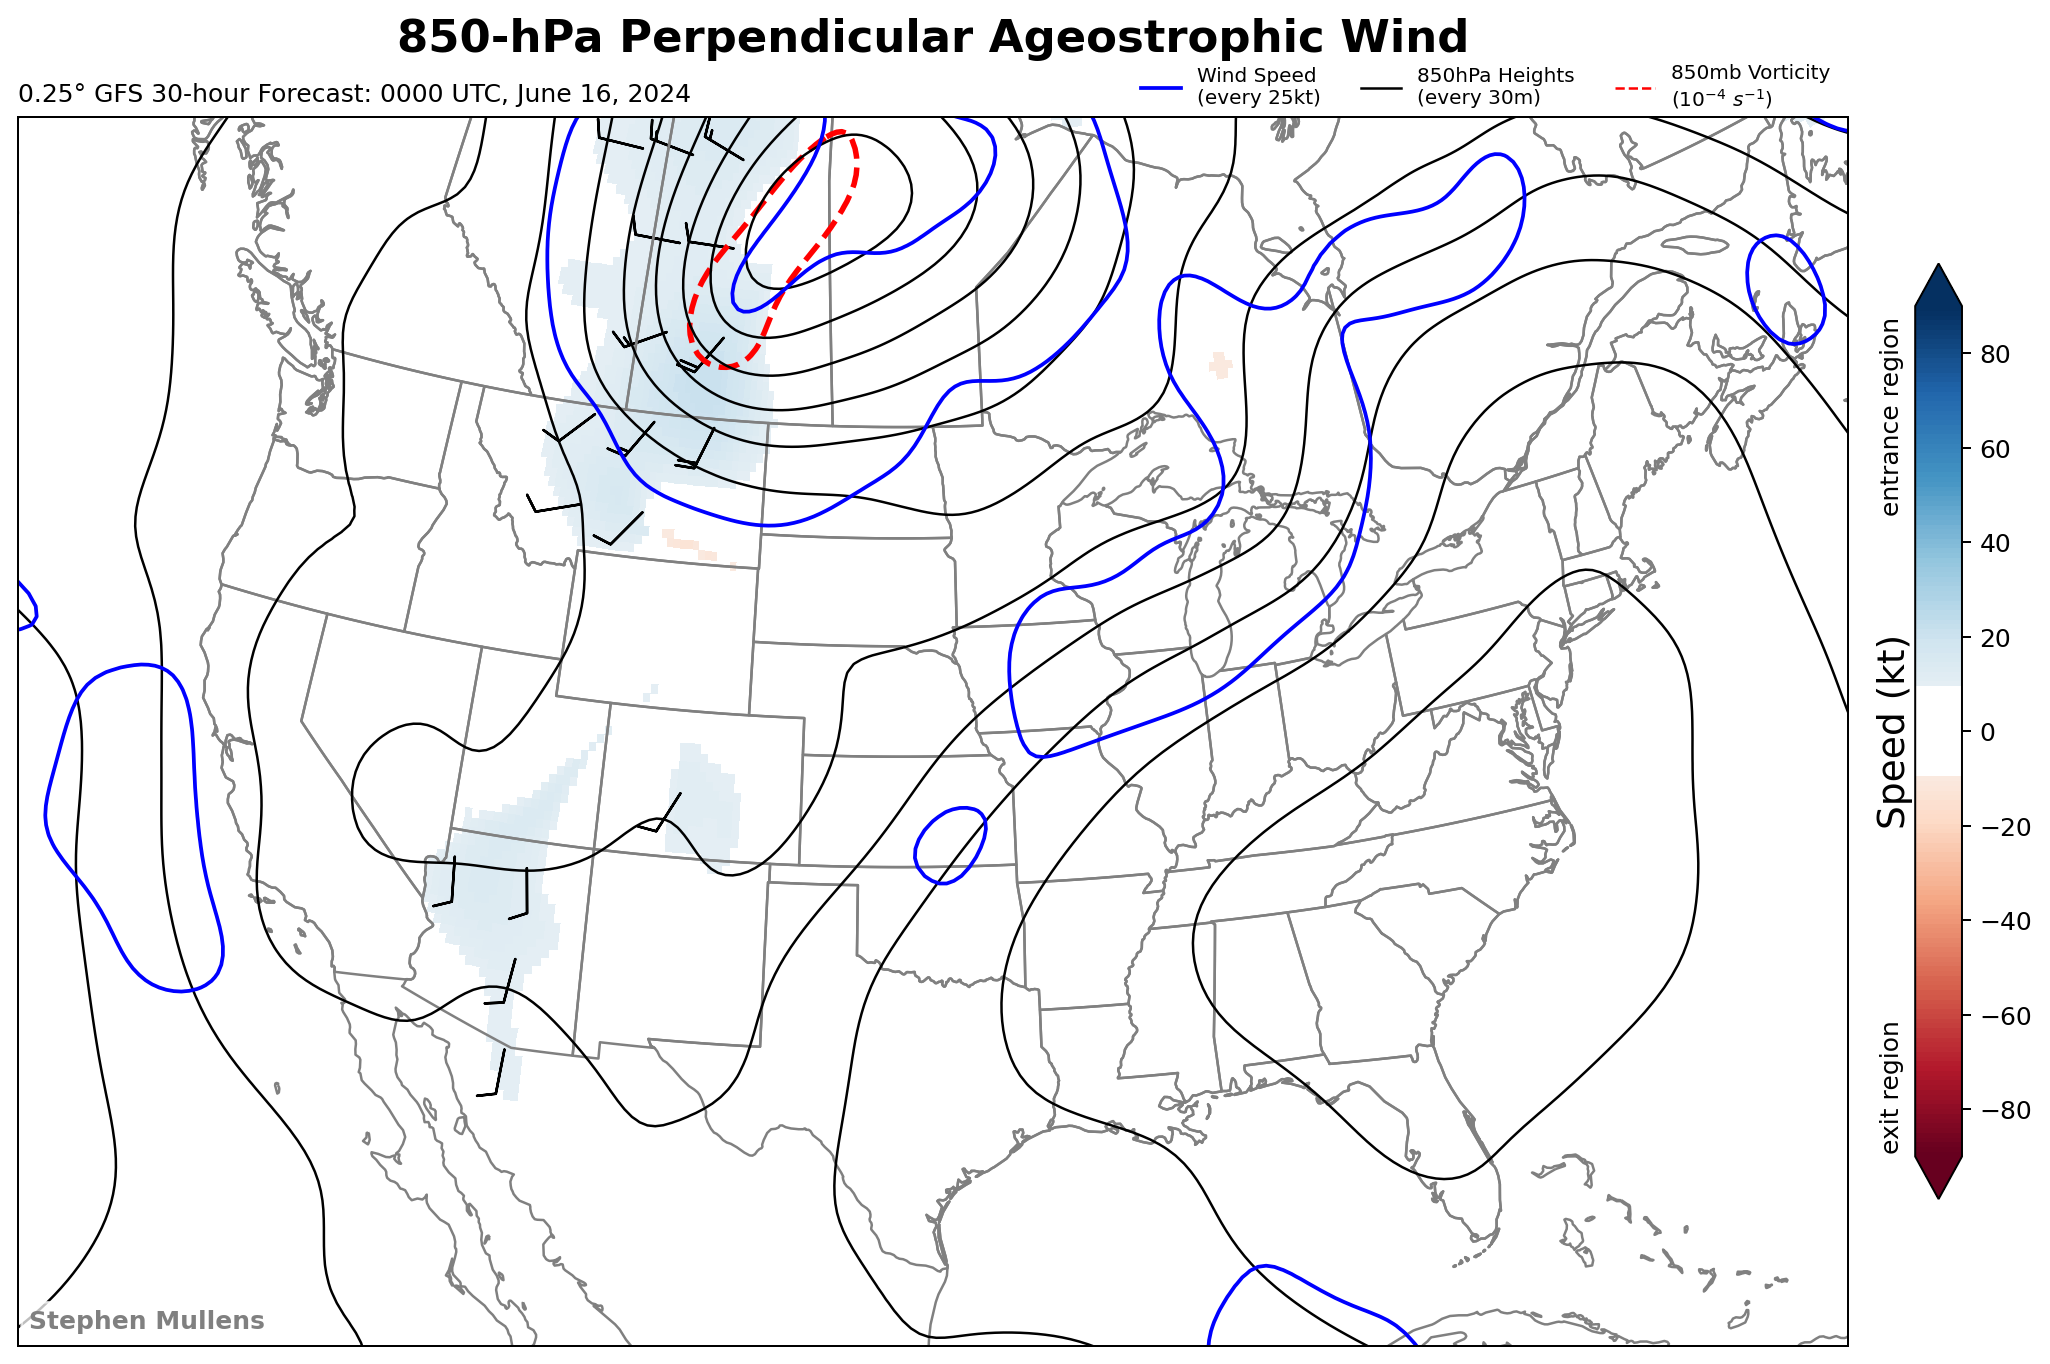 850-hPa Perpendicular Ageostrophic Wind
0.25° GFS 30-hour Forecast: 0000 UTC, June 16, 2024
Wind Speed
(every 25kt)
850hPa Heights
(every 30m)
850mb Vorticity
(10⁻⁴ s⁻¹)
entrance region
exit region
Speed (kt)
80
60
40
20
0
−20
−40
−60
−80
Stephen Mullens